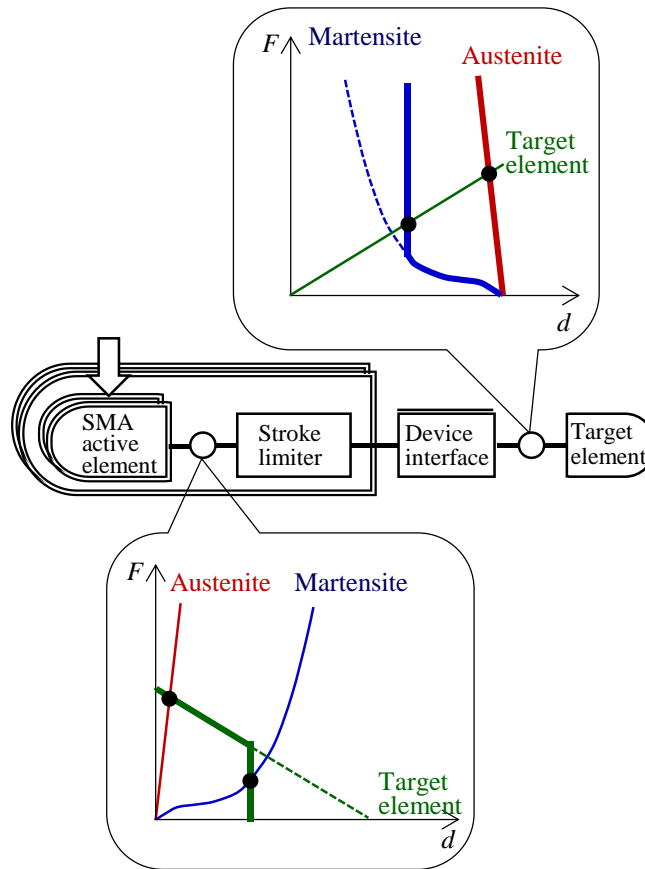 F
Martensite
Austenite
Target
element
d
SMA
active
element
Stroke
limiter
Device
interface
Target
element
F
Austenite
Martensite
Target
element
d